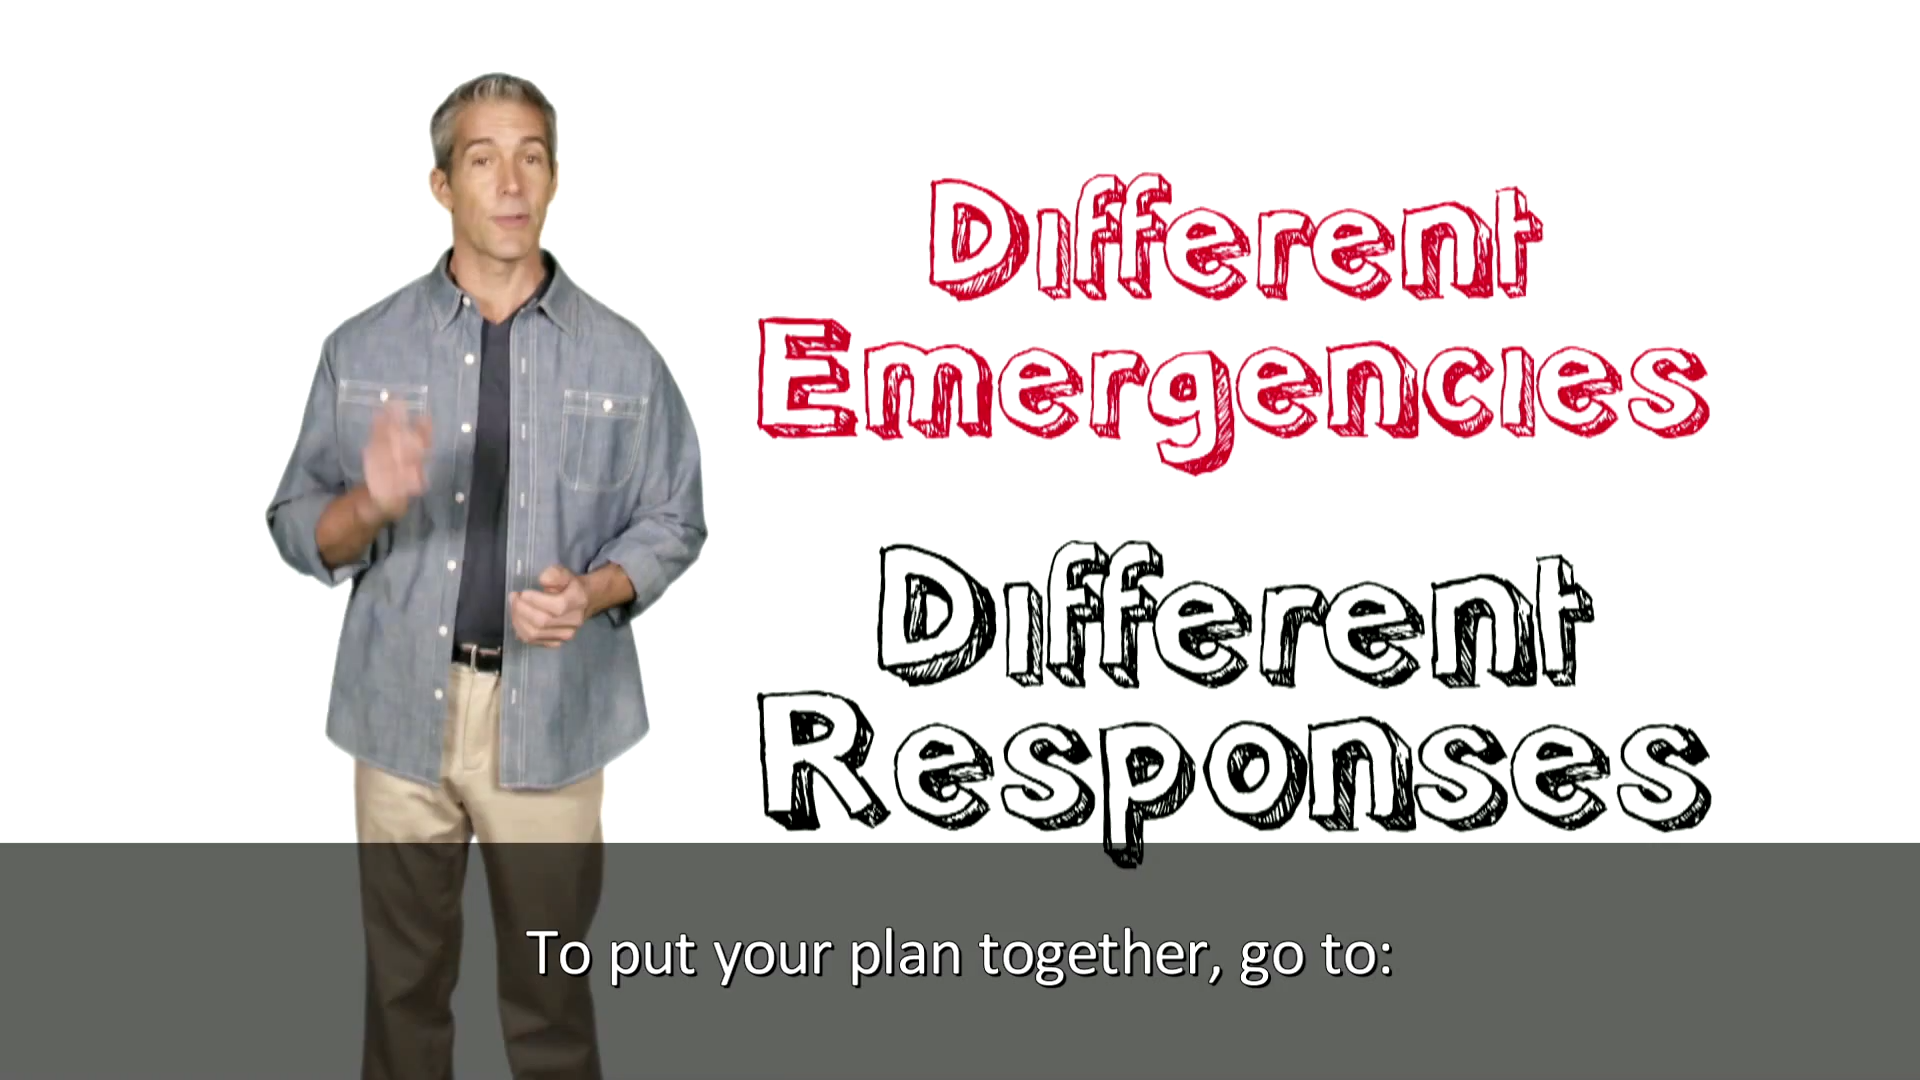 Different
Emergencies
Different
Responses
To put your plan together, go to: